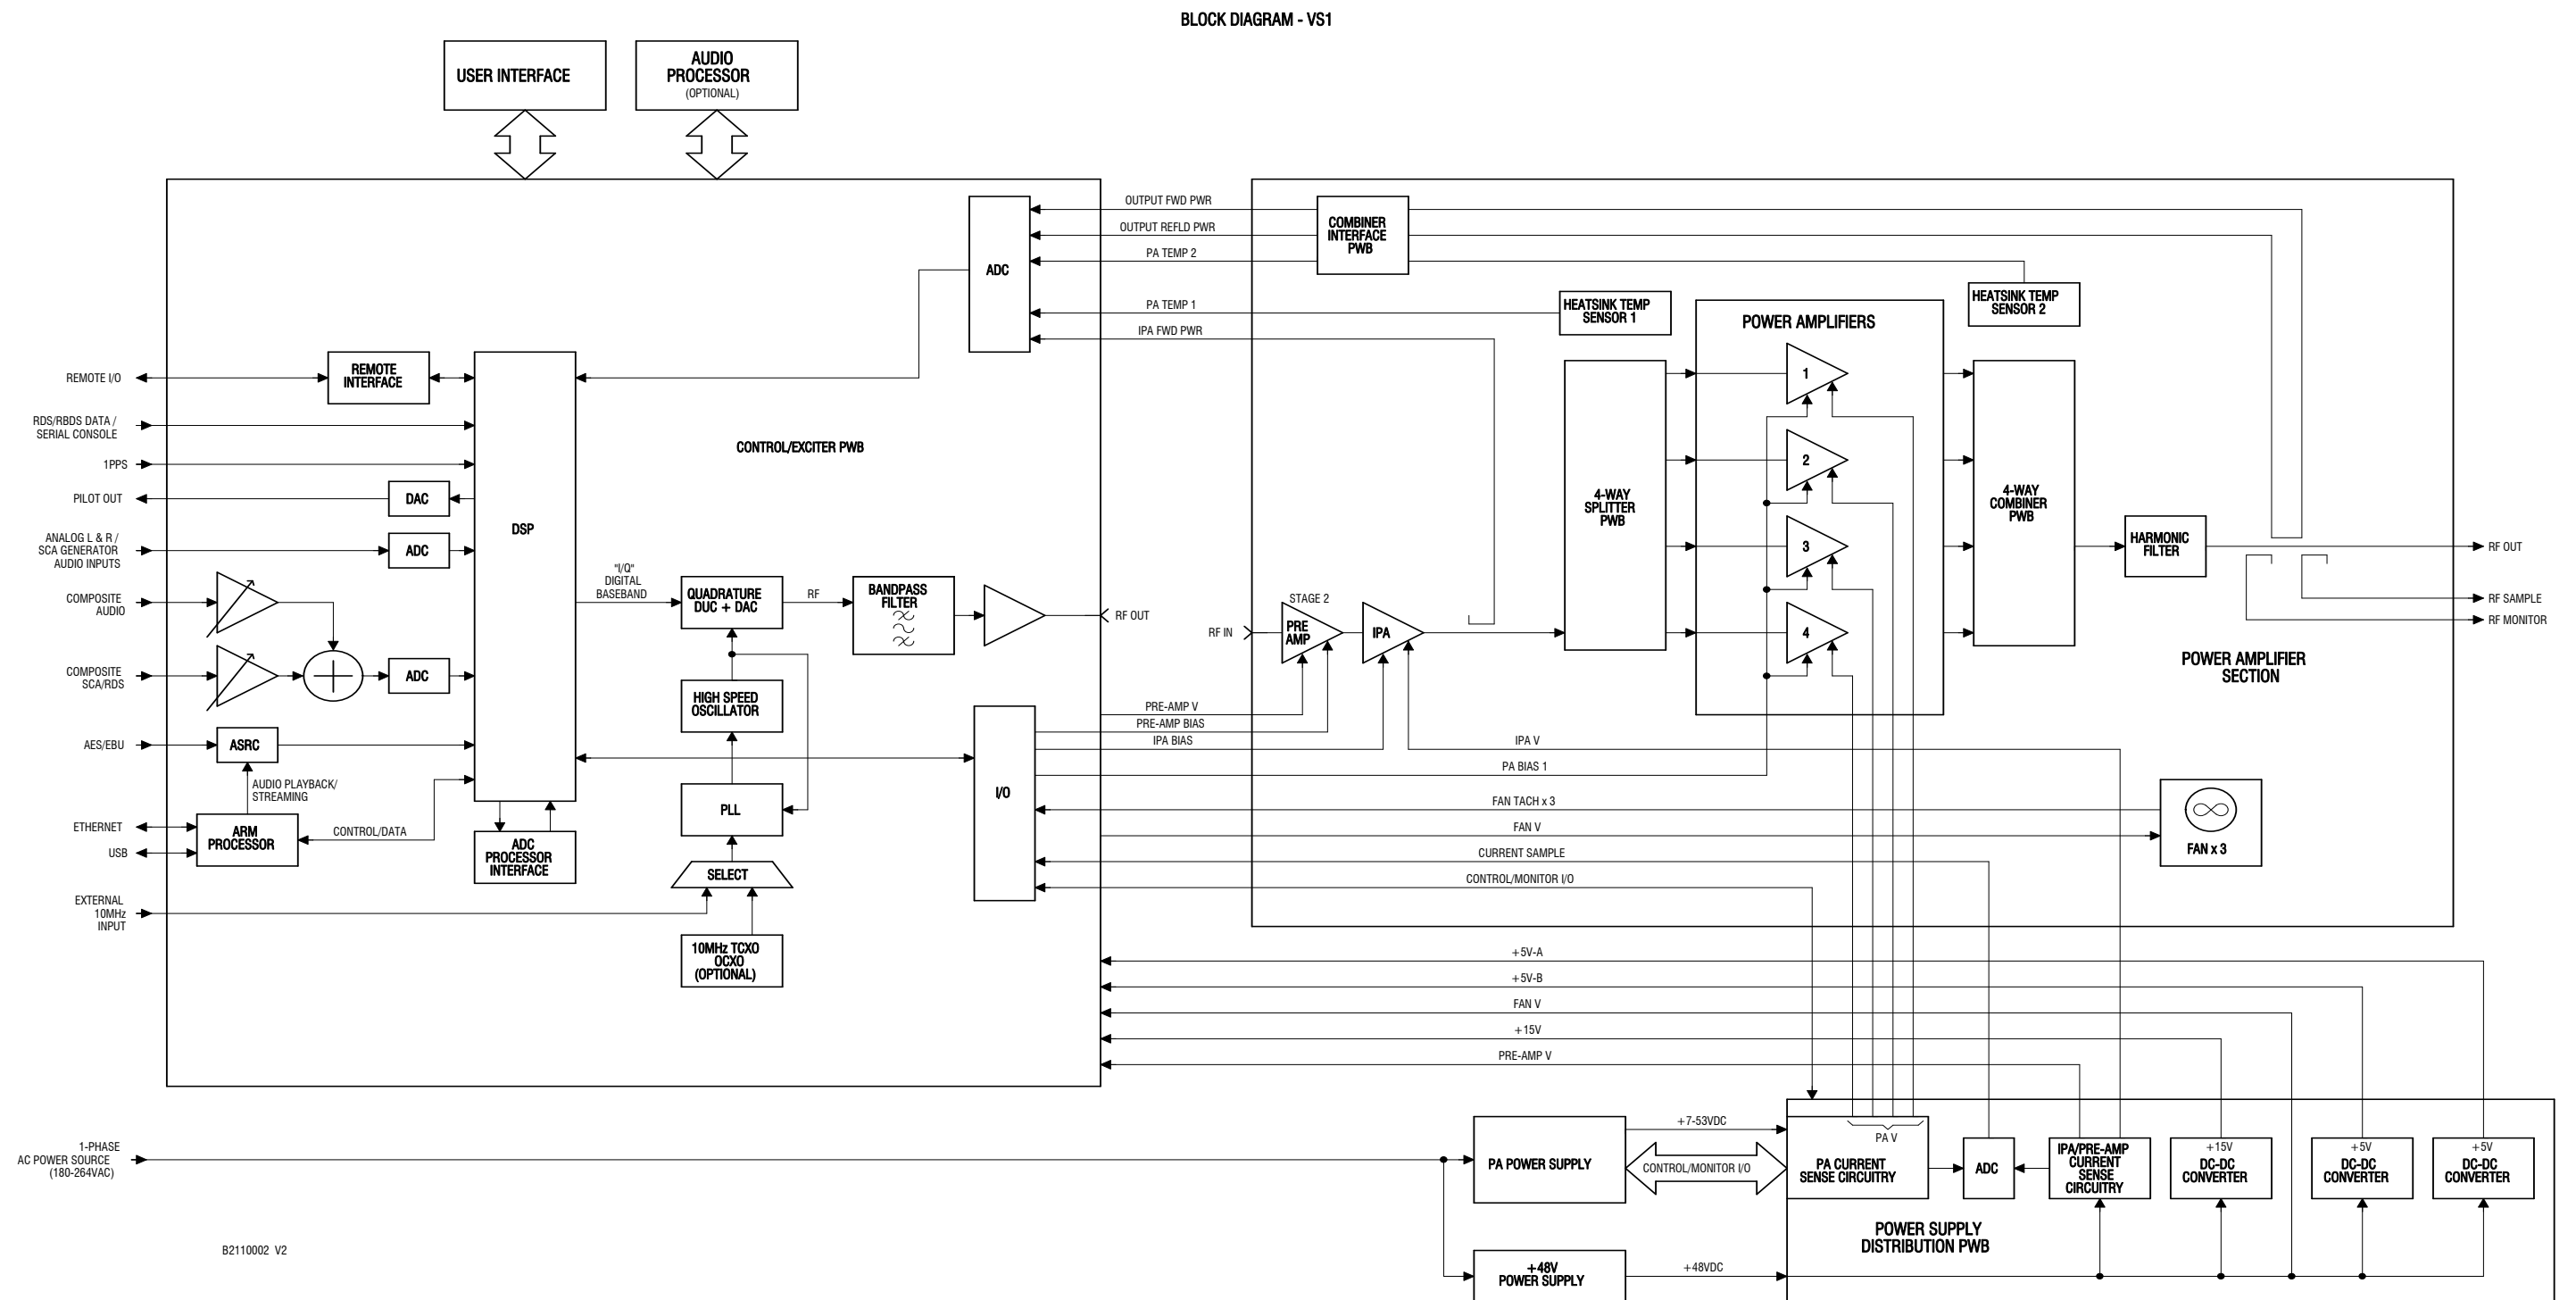 BLOCK DIAGRAM - VS1
USER INTERFACE
AUDIO
PROCESSOR
(OPTIONAL)
REMOTE I/O
RDS/RBDS DATA /
SERIAL CONSOLE
1PPS
PILOT OUT
ANALOG L & R /
SCA GENERATOR
AUDIO INPUTS
COMPOSITE
AUDIO
COMPOSITE
SCA/RDS
AES/EBU
ETHERNET
USB
EXTERNAL
10MHz
INPUT
REMOTE
INTERFACE
DAC
ADC
ADC
ASRC
AUDIO PLAYBACK/
STREAMING
ARM
PROCESSOR
CONTROL/DATA
DSP
ADC
PROCESSOR
INTERFACE
CONTROL/EXCITER PWB
"I/Q"
DIGITAL
BASEBAND
QUADRATURE
DUC + DAC
RF
BANDPASS
FILTER
HIGH SPEED
OSCILLATOR
PLL
SELECT
10MHz TCXO
OCXO
(OPTIONAL)
ADC
I/O
RF OUT
OUTPUT FWD PWR
OUTPUT REFLD PWR
PA TEMP 2
PA TEMP 1
IPA FWD PWR
COMBINER
INTERFACE
PWB
HEATSINK TEMP
SENSOR 1
HEATSINK TEMP
SENSOR 2
POWER AMPLIFIERS
1
2
3
4
4-WAY
SPLITTER
PWB
4-WAY
COMBINER
PWB
HARMONIC
FILTER
RF OUT
RF SAMPLE
RF MONITOR
POWER AMPLIFIER
SECTION
RF IN
STAGE 2
PRE
AMP
IPA
PRE-AMP V
PRE-AMP BIAS
IPA BIAS
IPA V
PA BIAS 1
FAN TACH x 3
FAN V
CURRENT SAMPLE
CONTROL/MONITOR I/O
FAN x 3
+5V-A
+5V-B
FAN V
+15V
PRE-AMP V
1-PHASE
AC POWER SOURCE
(180-264VAC)
PA POWER SUPPLY
+7-53VDC
CONTROL/MONITOR I/O
PA V
PA CURRENT
SENSE CIRCUITRY
ADC
IPA/PRE-AMP
CURRENT
SENSE
CIRCUITRY
+15V
DC-DC
CONVERTER
+5V
DC-DC
CONVERTER
+5V
DC-DC
CONVERTER
POWER SUPPLY
DISTRIBUTION PWB
+48V
POWER SUPPLY
+48VDC
B2110002 V2